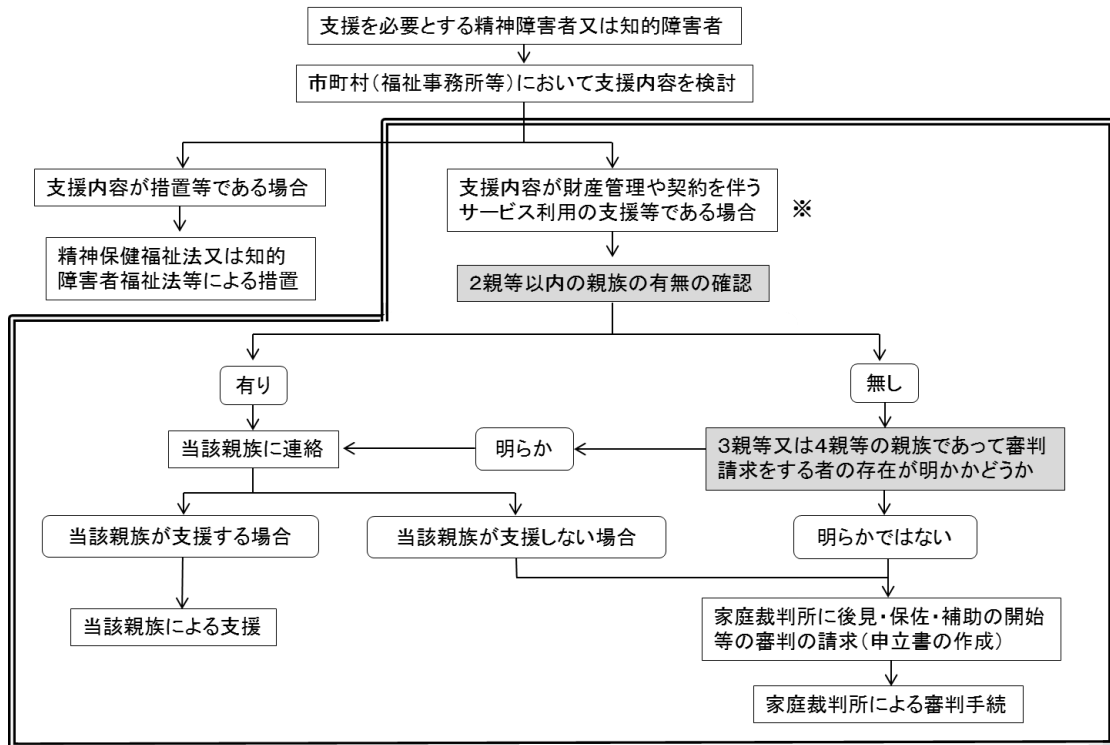 支援を必要とする精神障害者又は知的障害者
市町村(福祉事務所等)において支援内容を検討
支援内容が措置等である場合
支援内容が財産管理や契約を伴う
サービス利用の支援等である場合
※
精神保健福祉法又は知的
障害者福祉法等による措置
2親等以内の親族の有無の確認
有り
無し
当該親族に連絡
明らか
3親等又は4親等の親族であって審判
請求をする者の存在が明かかどうか
当該親族が支援する場合
当該親族が支援しない場合
明らかではない
当該親族による支援
家庭裁判所に後見・保佐・補助の開始
等の審判の請求(申立書の作成)
家庭裁判所による審判手続